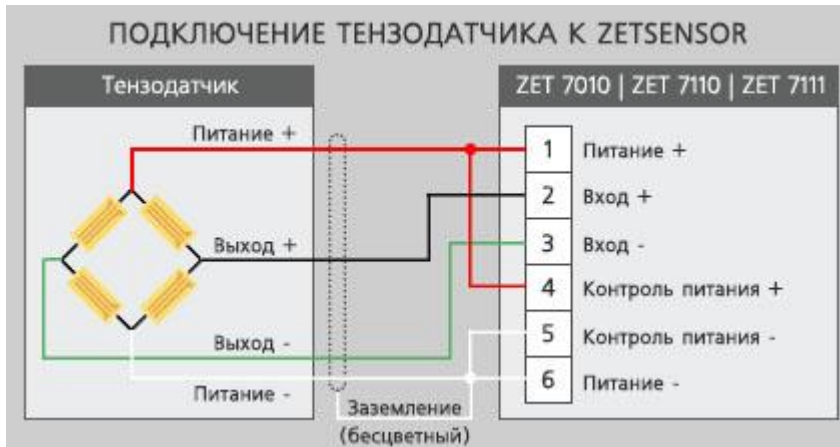 ПОДКЛЮЧЕНИЕ ТЕНЗОДАТЧИКА К ZETSENSOR
Тензодатчик
ZET 7010 | ZET 7110 | ZET 7111
Питание +
1 Питание +
2 Вход +
Выход +
3 Вход -
4 Контроль питания +
Выход -
5 Контроль питания -
Питание -
6 Питание -
Заземление
(бесцветный)